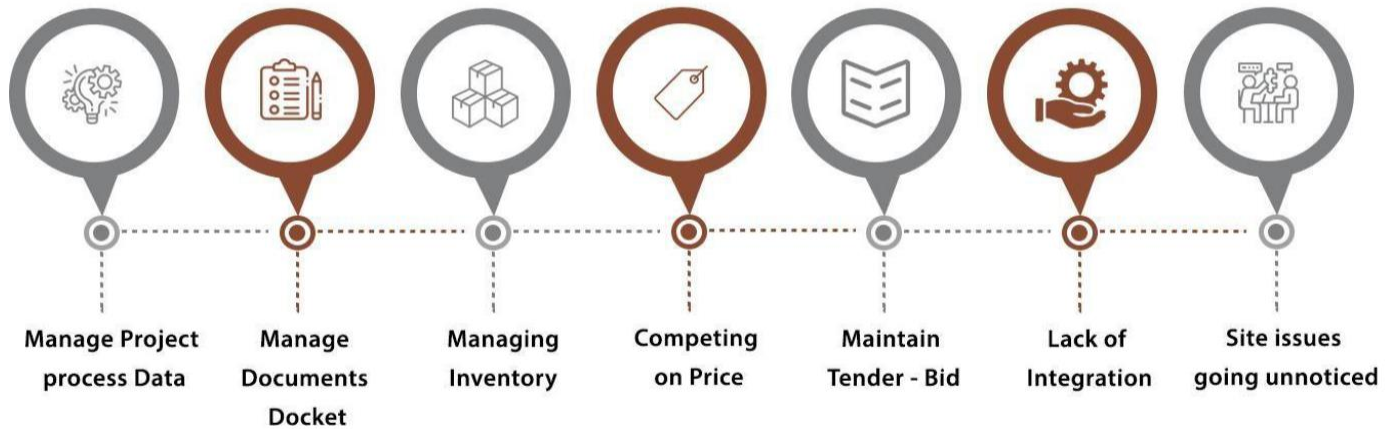 Manage Project
process Data
Manage
Documents
Docket
Managing
Inventory
Competing
on Price
Maintain
Tender - Bid
Lack of
Integration
Site issues
going unnoticed